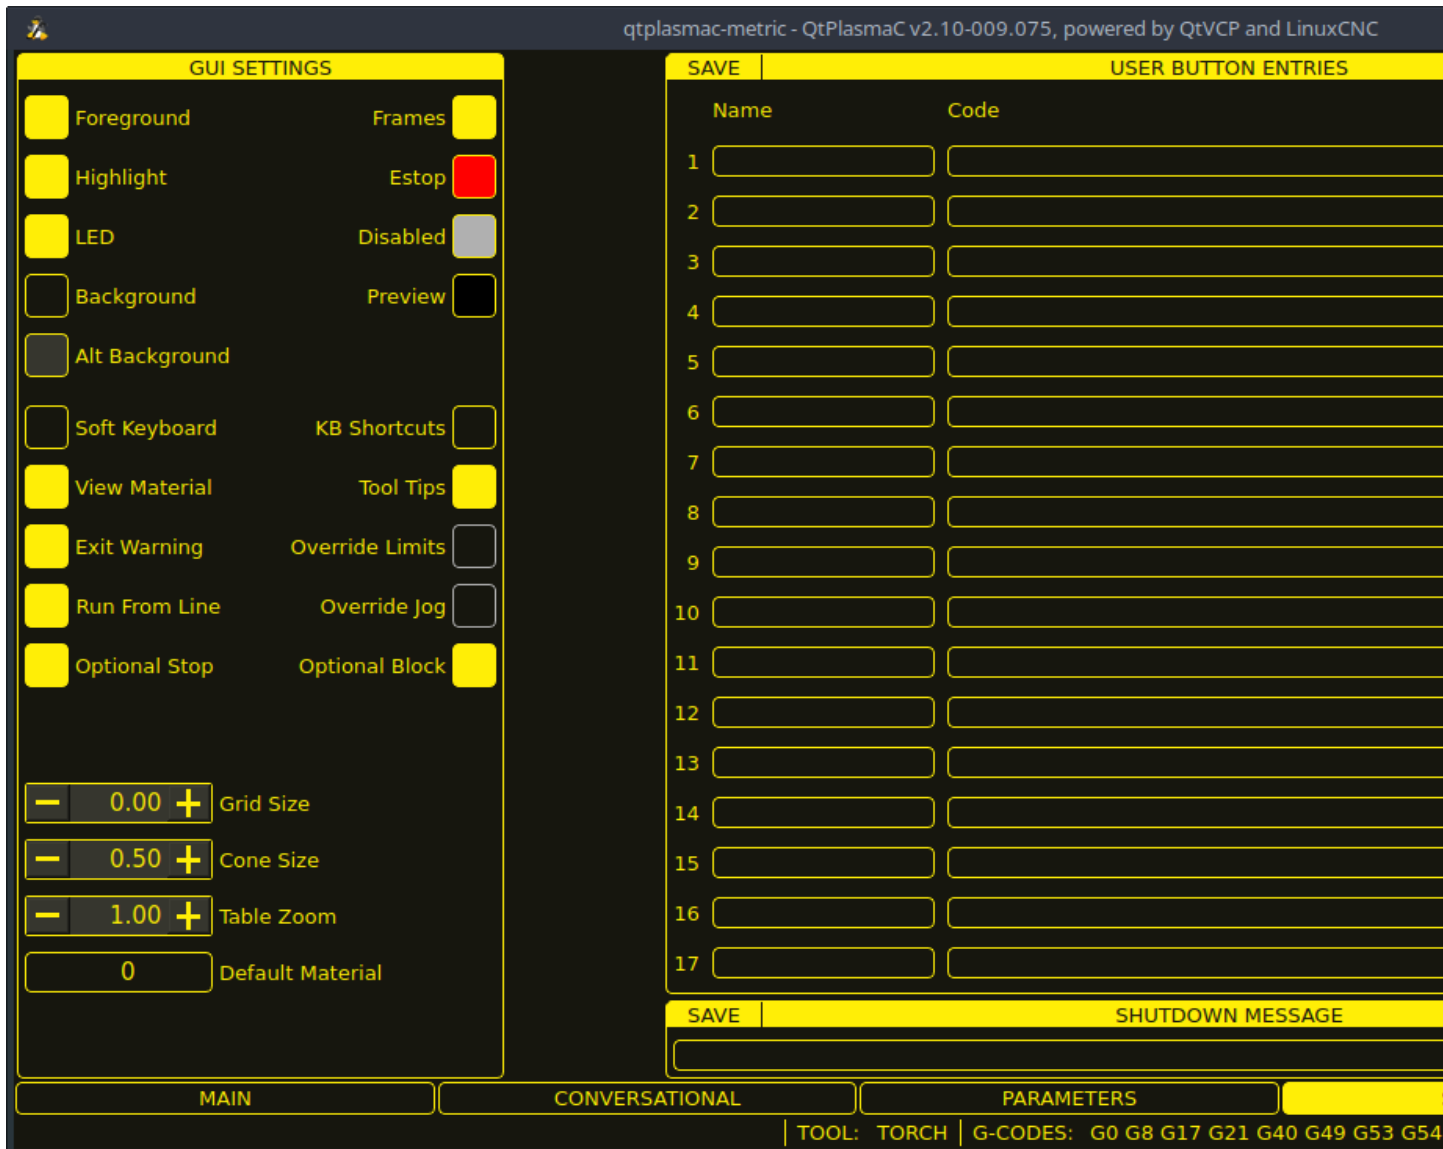 qtplasmac-metric - QtPlasmaC v2.10-009.075, powered by QtVCP and LinuxCNC
GUI SETTINGS
Foreground Frames
Highlight Estop
LED Disabled
Background Preview
Alt Background
Soft Keyboard KB Shortcuts
View Material Tool Tips
Exit Warning Override Limits
Run From Line Override Jog
Optional Stop Optional Block
0.00 Grid Size
0.50 Cone Size
1.00 Table Zoom
0 Default Material
SAVE USER BUTTON ENTRIES
Name Code
1
2
3
4
5
6
7
8
9
10
11
12
13
14
15
16
17
SAVE SHUTDOWN MESSAGE
MAIN CONVERSATIONAL PARAMETERS
TOOL: TORCH G-CODES: G0 G8 G17 G21 G40 G49 G53 G54